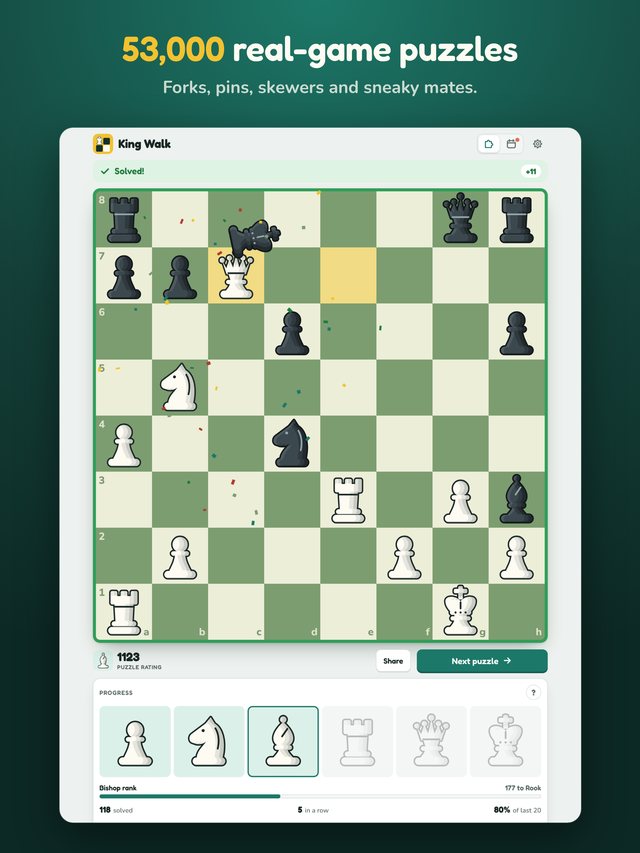 53,000 real-game puzzles
Forks, pins, skewers and sneaky mates.
King Walk
Solved!
+11
8
7
6
5
4
3
2
1
a
b
c
d
e
f
g
h
1123
PUZZLE RATING
Share
Next puzzle →
PROGRESS
?
Bishop rank
177 to Rook
118 solved
5 in a row
80% of last 20